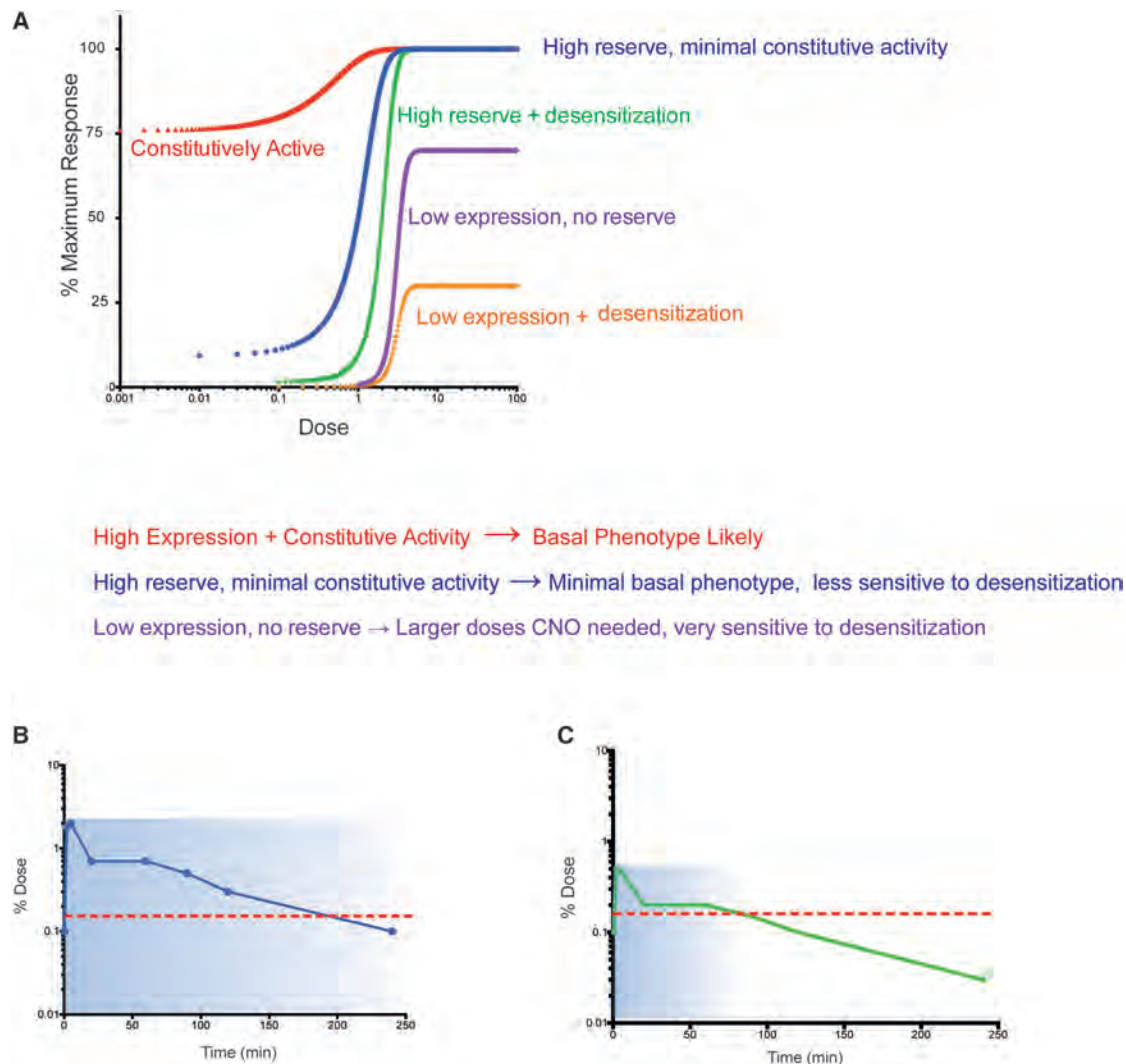 A
% Maximum Response
100
75
50
25
0
0.001
0.01
0.1
1
10
100
Dose
High reserve, minimal constitutive activity
High reserve + desensitization
Constitutively Active
Low expression, no reserve
Low expression + desensitization
High Expression + Constitutive Activity → Basal Phenotype Likely
High reserve, minimal constitutive activity → Minimal basal phenotype, less sensitive to desensitization
Low expression, no reserve → Larger doses CNO needed, very sensitive to desensitization
B
% Dose
10
1
0.1
0.01
0
50
100
150
200
250
Time (min)
C
% Dose
10
1
0.1
0.01
0
50
100
150
200
250
Time (min)